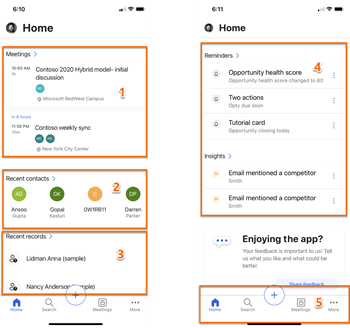 6:10
Home
Meetings >
10:00 AM
Contoso 2020 Hybrid model- initial
discussion
1
Microsoft RedWest Campus
In 9 hours
11:50 PM
Contoso weekly sync
New York City Center
Recent contacts >
2
AG
GK
0
DP
Ansoo
Gupta
Gopal
Kasturi
0W1RB11
Darren
Parker
Recent records >
3
Lidman Anna (sample)
Nancy Anderson (sample)
+
Home
Search
Meetings
More
6:11
Home
Reminders >
4
Opportunity health score
Opportunity health score changed to 80
Two actions
Opty due soon
Tutorial card
Opportunity closing today
Insights >
Email mentioned a competitor
Smith
Email mentioned a competitor
Smith
Enjoying the app?
Your feedback is important to us! Tell
us what you like and what could be
better.
Share feedback
+
5
Home
Search
Meetings
More